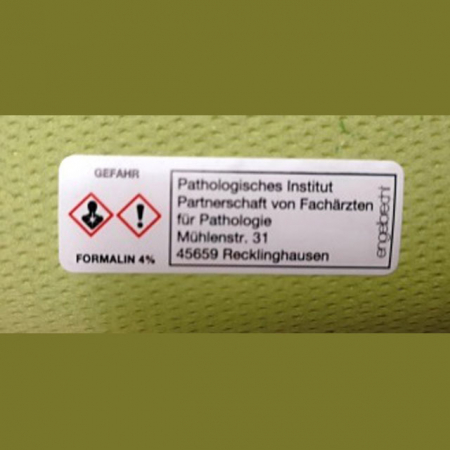 GEFAHR
FORMALIN 4%
Pathologisches Institut
Partnerschaft von Fachärzten
für Pathologie
Mühlenstr. 31
45659 Recklinghausen
engelbrecht